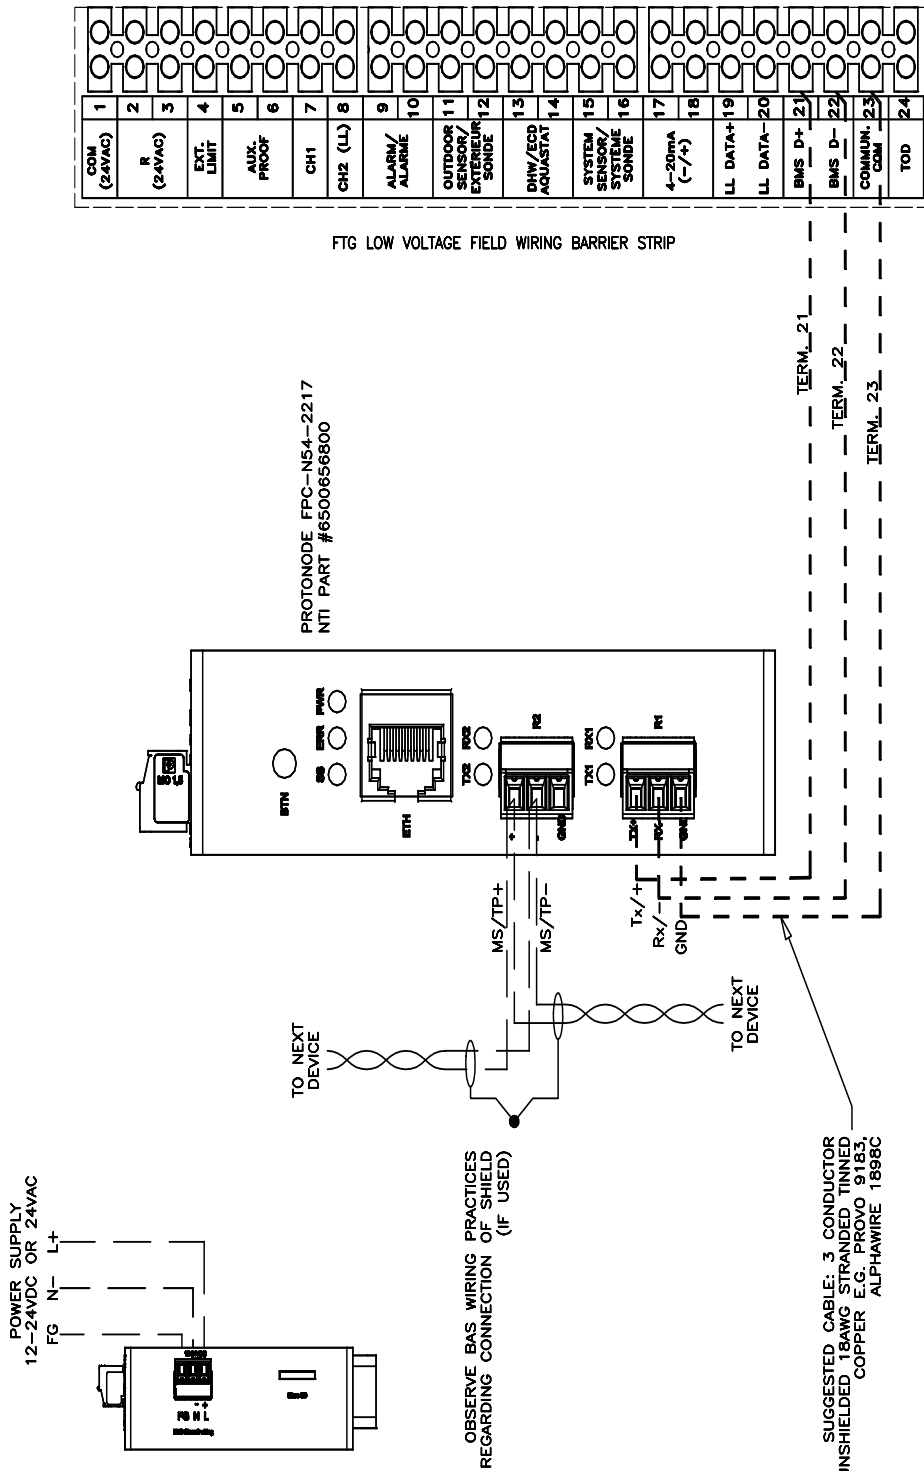 1
2
3
4
5
6
7
8
9
10
11
12
13
14
15
16
17
18
19
20
21
22
23
24
COM
(24VAC)
R
(24VAC)
EXT.
LIMIT
AUX.
PROOF
CH1
CH2 (LL)
ALARM/
ALARME
OUTDOOR
SENSOR/
EXTÉRIEUR
SONDE
DHW/ECD
AQUASTAT
SYSTEM
SENSOR/
SYSTÈME
SONDE
4-20mA
(-/+)
LL DATA+
LL DATA-
BMS D+
BMS D-
COMMUN.
COM
TOD
FTG LOW VOLTAGE FIELD WIRING BARRIER STRIP
TERM. 21
TERM. 22
TERM. 23
PROTONODE FPC-N54-2217
NTI PART #6500656800
BTN
SS
ERR
PWR
ETH
TX2
RX2
R2
+
-
GND
TX1
RX1
R1
TX+
RX-
GND
MS/TP+
MS/TP-
Tx/+
Rx/-
GND
TO NEXT
DEVICE
TO NEXT
DEVICE
OBSERVE BAS WIRING PRACTICES
REGARDING CONNECTION OF SHIELD
(IF USED)
POWER SUPPLY
12-24VDC OR 24VAC
FG
N-
L+
- +
FG N L
SUGGESTED CABLE: 3 CONDUCTOR
UNSHIELDED 18AWG STRANDED TINNED
COPPER E.G. PROVO 9183,
ALPHAWIRE 1898C